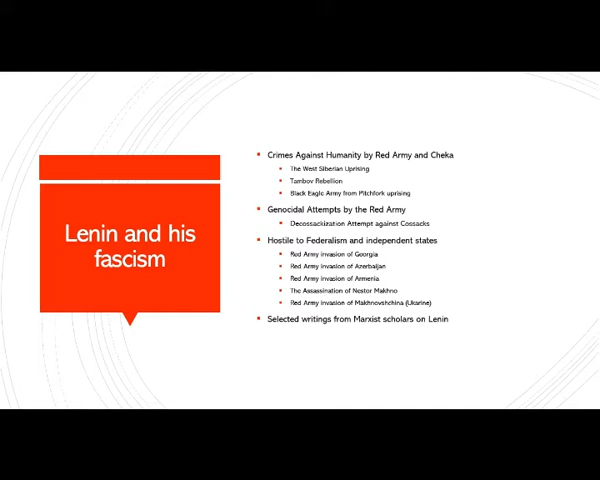 Lenin and his
fascism
Crimes Against Humanity by Red Army and Cheka
The West Siberian Uprising
Tambov Rebellion
Black Eagle Army from Pitchfork uprising
Genocidal Attempts by the Red Army
Decossackization Attempt against Cossacks
Hostile to Federalism and independent states
Red Army invasion of Georgia
Red Army invasion of Azerbaijan
Red Army invasion of Armenia
The Assassination of Nestor Makhno
Red Army invasion of Makhnovshchina (Ukarine)
Selected writings from Marxist scholars on Lenin